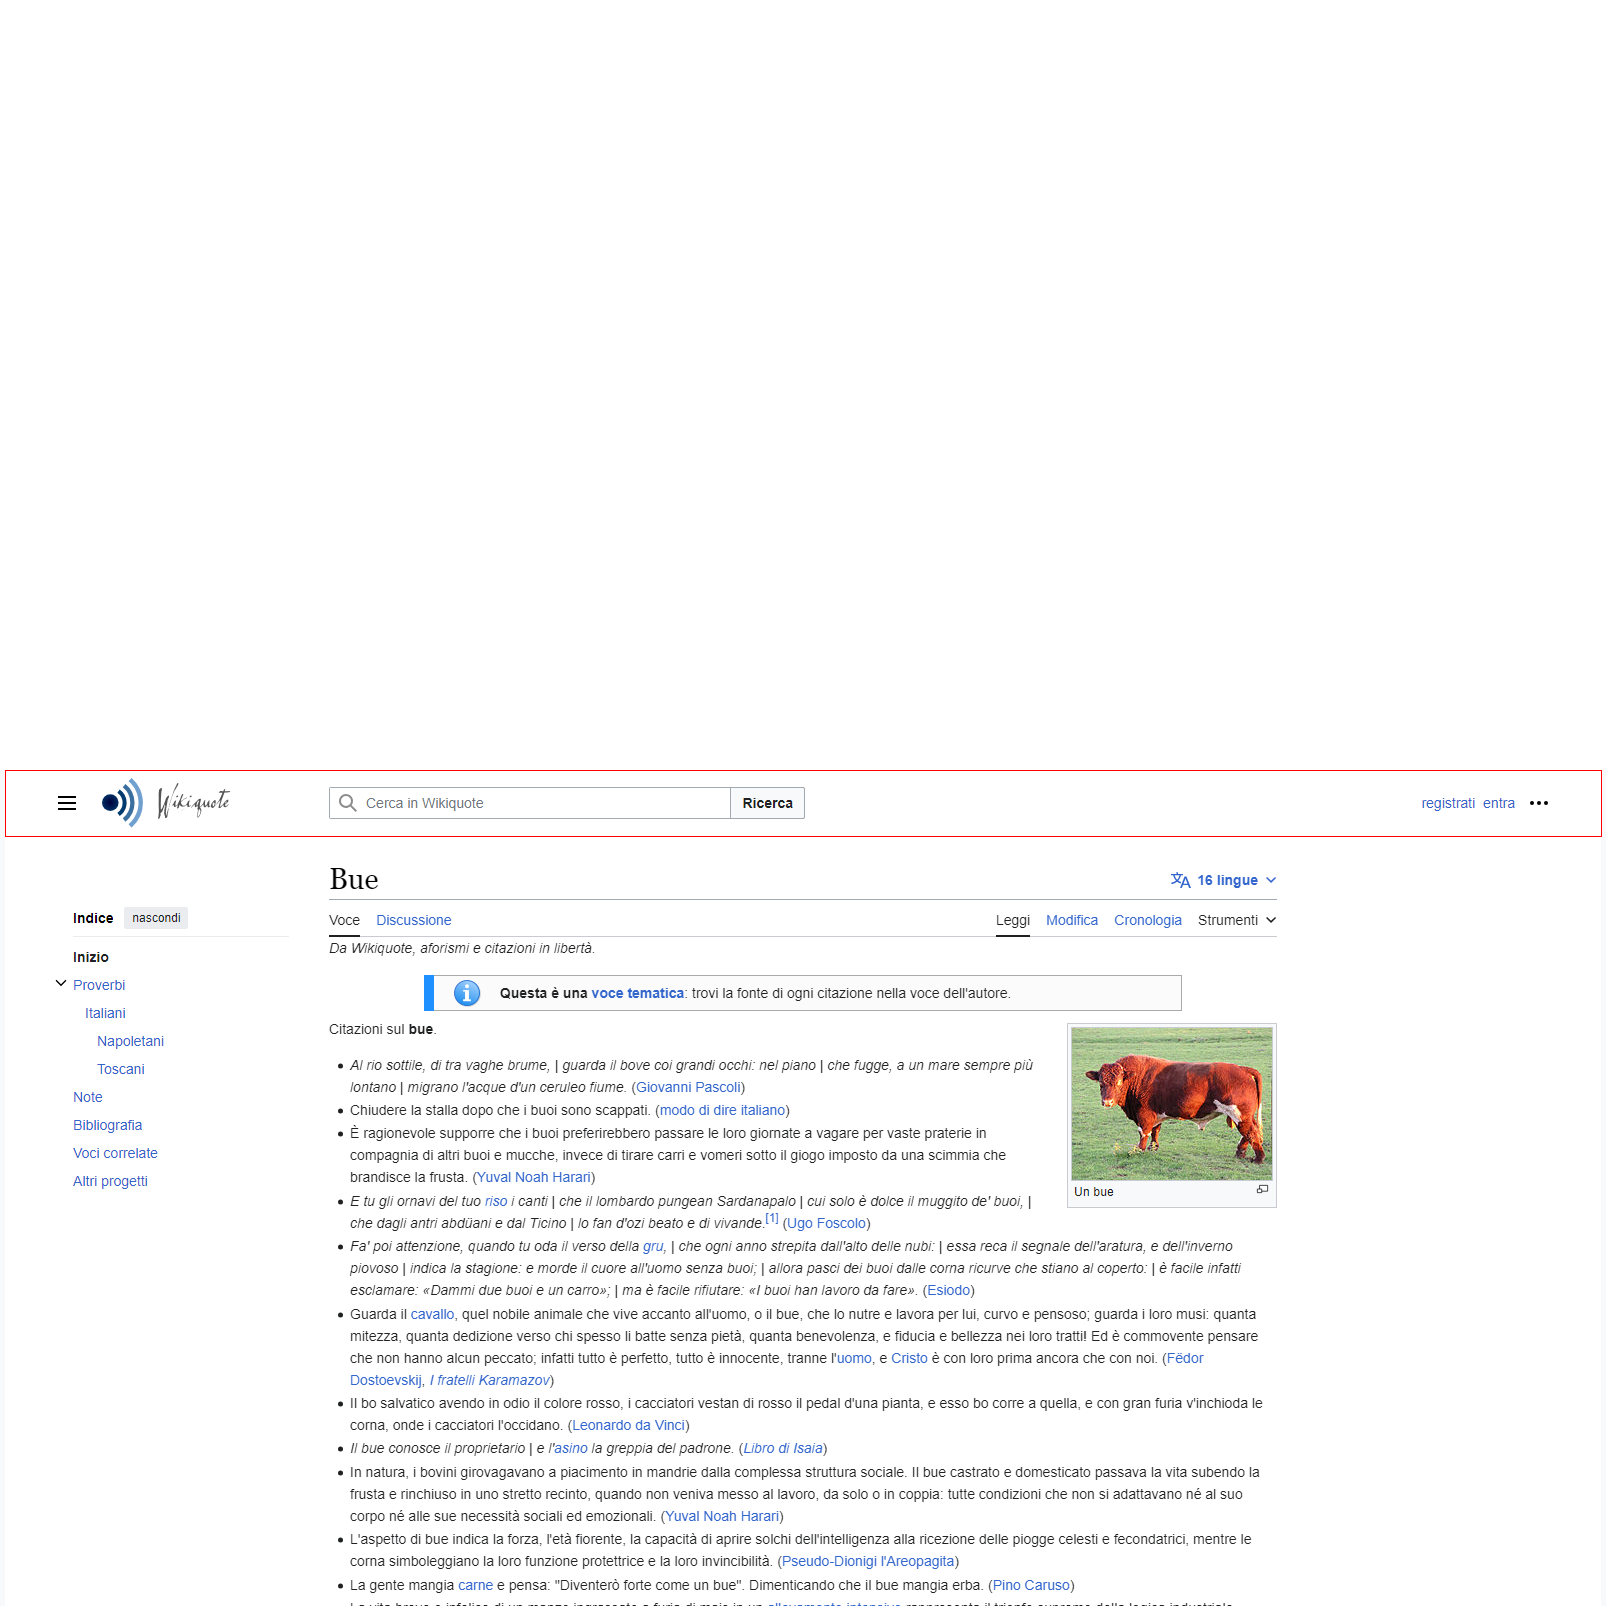 Wikiquote
Cerca in Wikiquote
Ricerca
registrati entra
Bue
16 lingue
Indice nascondi
Inizio
Proverbi
Italiani
Napoletani
Toscani
Note
Bibliografia
Voci correlate
Altri progetti
Voce Discussione
Leggi Modifica Cronologia Strumenti
Da Wikiquote, aforismi e citazioni in libertà.
Questa è una voce tematica: trovi la fonte di ogni citazione nella voce dell'autore.
Citazioni sul bue.
Un bue
Al rio sottile, di tra vaghe brume, | guarda il bove coi grandi occhi: nel piano | che fugge, a un mare sempre più
lontano | migrano l'acque d'un ceruleo fiume. (Giovanni Pascoli)
Chiudere la stalla dopo che i buoi sono scappati. (modo di dire italiano)
È ragionevole supporre che i buoi preferirebbero passare le loro giornate a vagare per vaste praterie in
compagnia di altri buoi e mucche, invece di tirare carri e vomeri sotto il giogo imposto da una scimmia che
brandisce la frusta. (Yuval Noah Harari)
E tu gli ornavi del tuo riso i canti | che il lombardo pungean Sardanapalo | cui solo è dolce il muggito de' buoi, |
che dagli antri abdüani e dal Ticino | lo fan d'ozi beato e di vivande.[1] (Ugo Foscolo)
Fa' poi attenzione, quando tu oda il verso della gru, | che ogni anno strepita dall'alto delle nubi: | essa reca il segnale dell'aratura, e dell'inverno
piovoso | indica la stagione: e morde il cuore all'uomo senza buoi; | allora pasci dei buoi dalle corna ricurve che stiano al coperto: | è facile infatti
esclamare: «Dammi due buoi e un carro»; | ma è facile rifiutare: «I buoi han lavoro da fare». (Esiodo)
Guarda il cavallo, quel nobile animale che vive accanto all'uomo, o il bue, che lo nutre e lavora per lui, curvo e pensoso; guarda i loro musi: quanta
mitezza, quanta dedizione verso chi spesso li batte senza pietà, quanta benevolenza, e fiducia e bellezza nei loro tratti! Ed è commovente pensare
che non hanno alcun peccato; infatti tutto è perfetto, tutto è innocente, tranne l'uomo, e Cristo è con loro prima ancora che con noi. (Fëdor
Dostoevskij, I fratelli Karamazov)
Il bo salvatico avendo in odio il colore rosso, i cacciatori vestan di rosso il pedal d'una pianta, e esso bo corre a quella, e con gran furia v'inchioda le
corna, onde i cacciatori l'occidano. (Leonardo da Vinci)
Il bue conosce il proprietario | e l'asino la greppia del padrone. (Libro di Isaia)
In natura, i bovini girovagavano a piacimento in mandrie dalla complessa struttura sociale. Il bue castrato e domesticato passava la vita subendo la
frusta e rinchiuso in uno stretto recinto, quando non veniva messo al lavoro, da solo o in coppia: tutte condizioni che non si adattavano né al suo
corpo né alle sue necessità sociali ed emozionali. (Yuval Noah Harari)
L'aspetto di bue indica la forza, l'età fiorente, la capacità di aprire solchi dell'intelligenza alla ricezione delle piogge celesti e fecondatrici, mentre le
corna simboleggiano la loro funzione protettrice e la loro invincibilità. (Pseudo-Dionigi l'Areopagita)
La gente mangia carne e pensa: "Diventerò forte come un bue". Dimenticando che il bue mangia erba. (Pino Caruso)